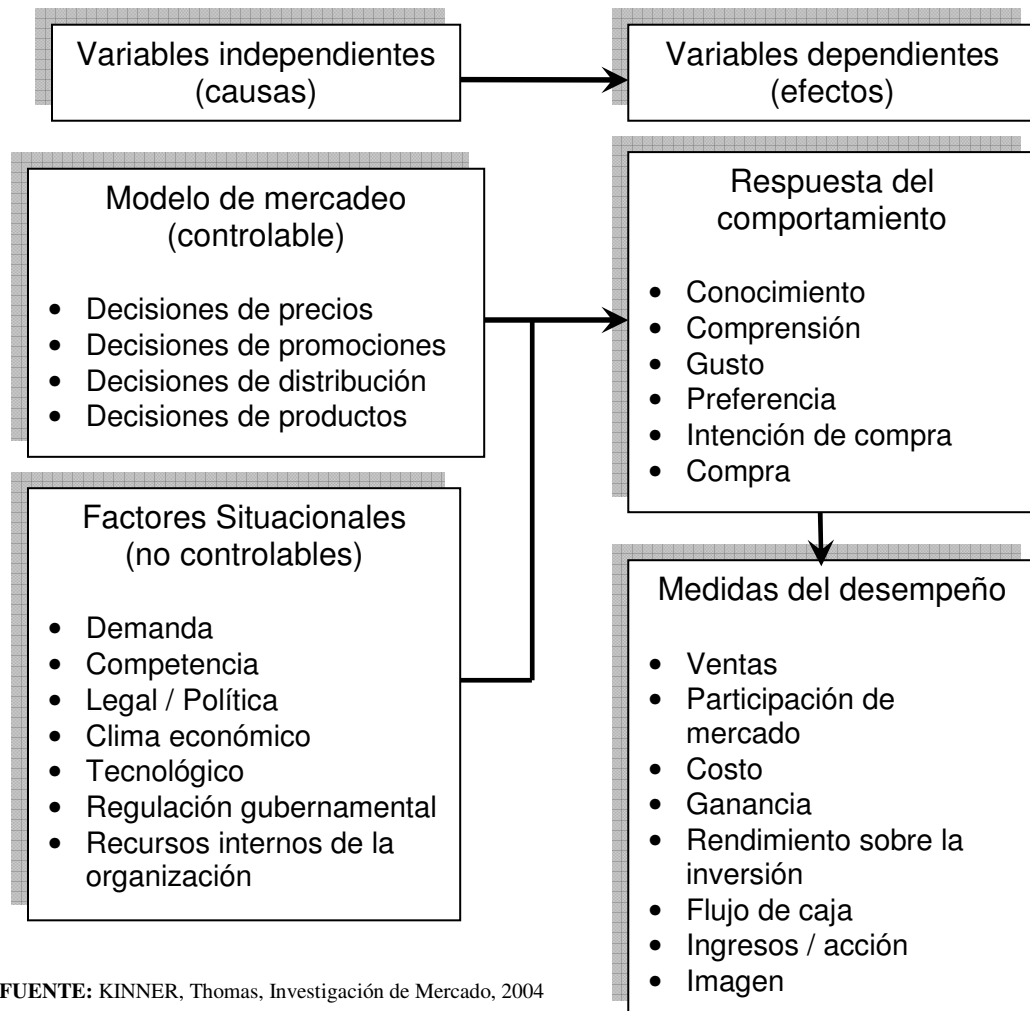 Variables independientes
(causas)
Variables dependientes
(efectos)
Modelo de mercadeo
(controlable)
• Decisiones de precios
• Decisiones de promociones
• Decisiones de distribución
• Decisiones de productos
Respuesta del
comportamiento
• Conocimiento
• Comprensión
• Gusto
• Preferencia
• Intención de compra
• Compra
Factores Situacionales
(no controlables)
• Demanda
• Competencia
• Legal / Política
• Clima económico
• Tecnológico
• Regulación gubernamental
• Recursos internos de la
organización
Medidas del desempeño
• Ventas
• Participación de
mercado
• Costo
• Ganancia
• Rendimiento sobre la
inversión
• Flujo de caja
• Ingresos / acción
• Imagen
FUENTE: KINNER, Thomas, Investigación de Mercado, 2004